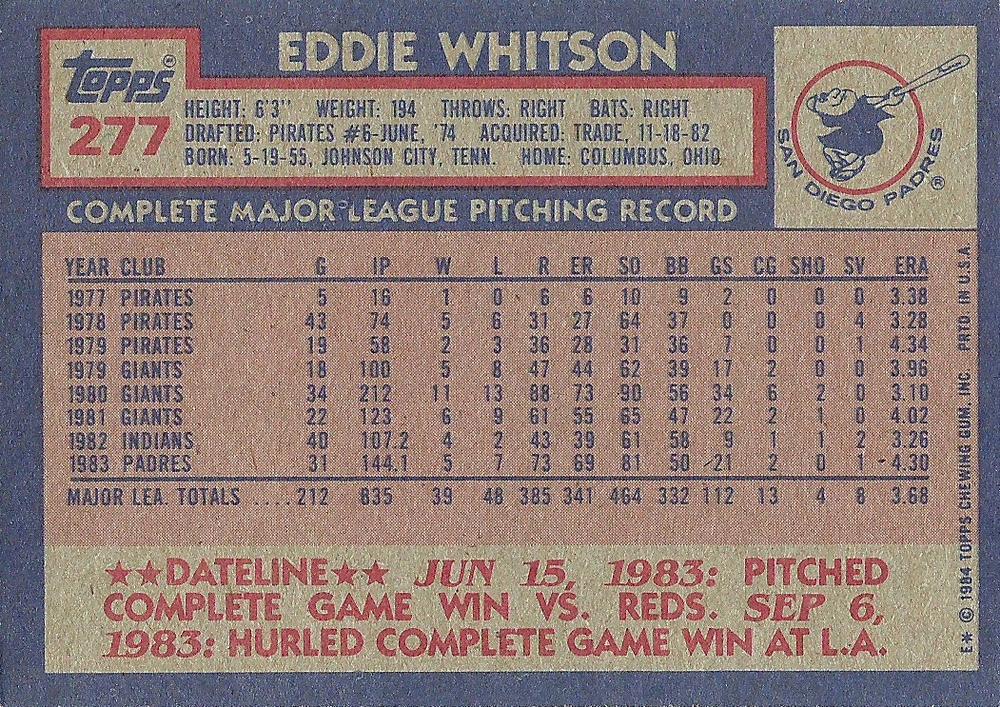 EDDIE WHITSON
TOPPS®
277
HEIGHT: 6'3" WEIGHT: 194 THROWS: RIGHT BATS: RIGHT
DRAFTED: PIRATES #6-JUNE, '74 ACQUIRED: TRADE, 11-18-82
BORN: 5-19-55, JOHNSON CITY, TENN. HOME: COLUMBUS, OHIO
SAN DIEGO PADRES®
COMPLETE MAJOR LEAGUE PITCHING RECORD
YEAR CLUB G IP W L R ER SO BB GS CG SHO SV ERA
1977 PIRATES 5 16 1 0 6 6 10 9 2 0 0 0 3.38
1978 PIRATES 43 74 5 6 31 27 64 37 0 0 0 4 3.28
1979 PIRATES 19 58 2 3 36 28 31 36 7 0 0 1 4.34
1979 GIANTS 18 100 5 8 47 44 62 39 17 2 0 0 3.96
1980 GIANTS 34 212 11 13 88 73 90 56 34 6 2 0 3.10
1981 GIANTS 22 123 6 9 61 55 65 47 22 2 1 0 4.02
1982 INDIANS 40 107.2 4 2 43 39 61 58 9 1 1 2 3.26
1983 PADRES 31 144.1 5 7 73 69 81 50 21 2 0 1 4.30
MAJOR LEA. TOTALS ....212 835 39 48 385 341 464 332 112 13 4 8 3.68
★★DATELINE★★ JUN 15, 1983: PITCHED
COMPLETE GAME WIN VS. REDS. SEP 6,
1983: HURLED COMPLETE GAME WIN AT L.A.
E* © 1984 TOPPS CHEWING GUM, INC. PRTD. IN U.S.A.